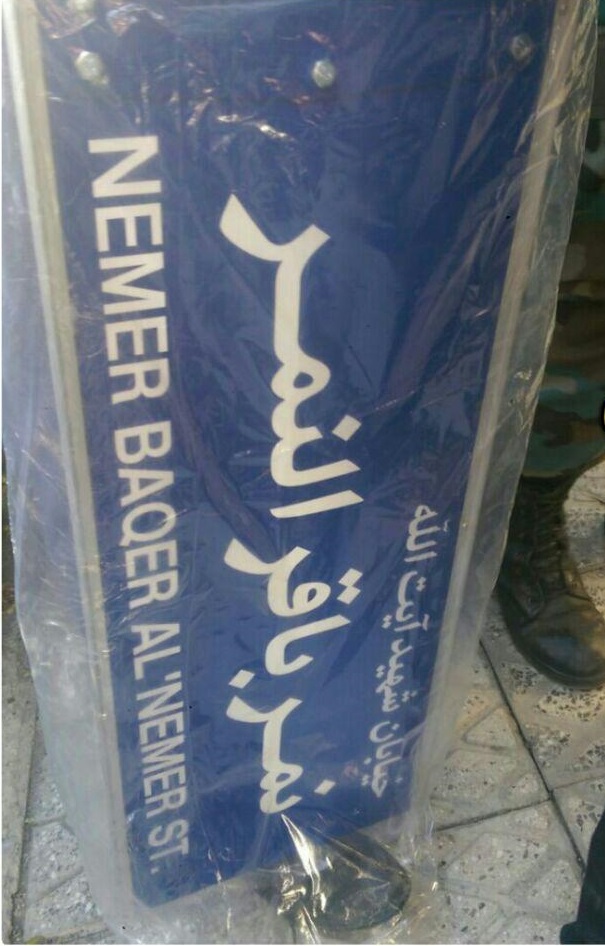 خیابان شهید آیت الله
نمر باقر النمر
NEMER BAQER AL'NEMER ST.